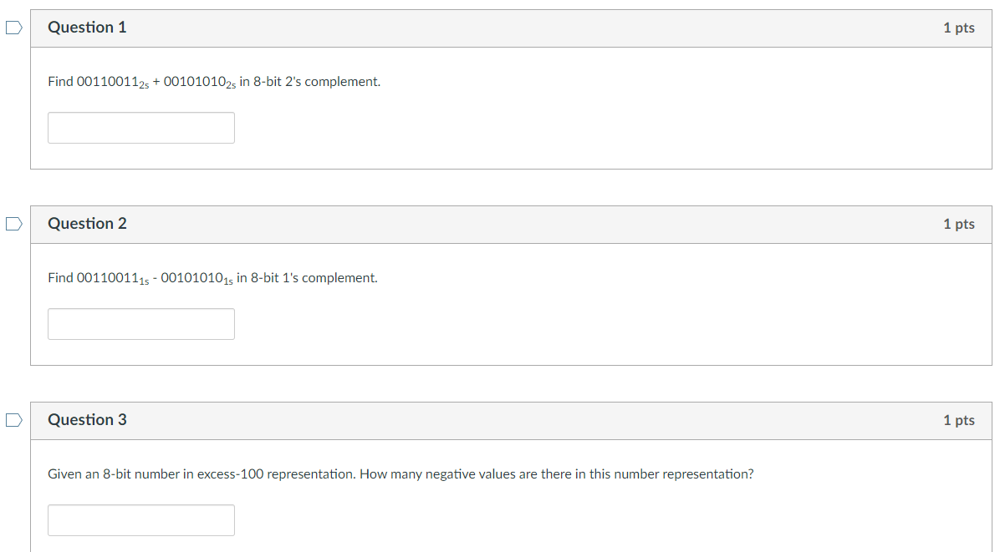 Question 1 1 pts
Find 00110011₂ₛ + 00101010₂ₛ in 8-bit 2's complement.
Question 2 1 pts
Find 00110011₁ₛ - 00101010₁ₛ in 8-bit 1's complement.
Question 3 1 pts
Given an 8-bit number in excess-100 representation. How many negative values are there in this number representation?